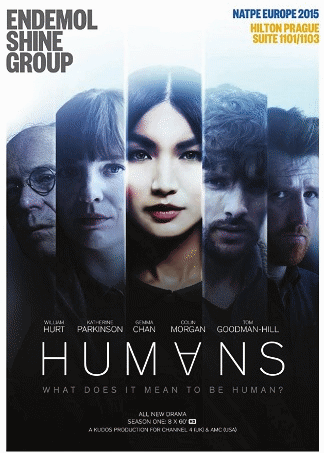 ENDEMOL
SHINE
GROUP
NATPE EUROPE 2015
HILTON PRAGUE
SUITE 1101/1103
WILLIAM HURT
KATHERINE PARKINSON
GEMMA CHAN
COLIN MORGAN
TOM GOODMAN-HILL
HUM∀NS
WHAT DOES IT MEAN TO BE HUMAN?
ALL NEW DRAMA
SEASON ONE: 8 X 60'
A KUDOS PRODUCTION FOR CHANNEL 4 (UK) & AMC (USA)